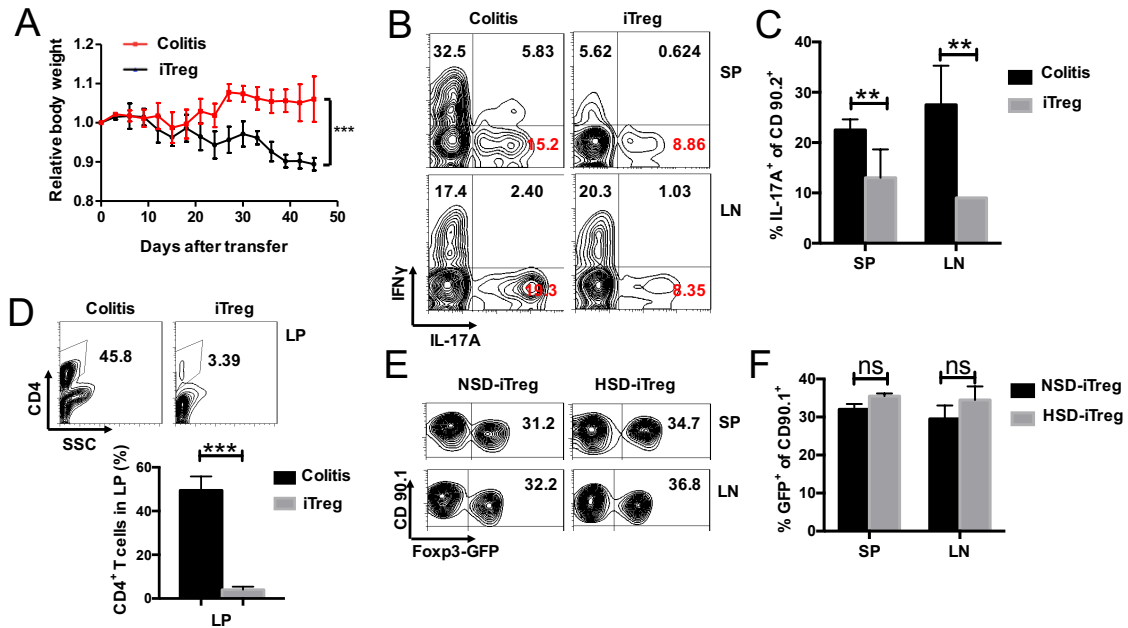 A
Relative body weight
1.2
1.1
1.0
0.9
0.8
0 10 20 30 40 50
Days after transfer
Colitis
iTreg
***
B
Colitis iTreg
32.5 5.83 5.62 0.624 SP
15.2 8.86
17.4 2.40 20.3 1.03 LN
19.3 8.35
IFNγ
IL-17A
C
% IL-17A+ of CD 90.2+
40
30
20
10
0
** **
SP LN
Colitis
iTreg
D
Colitis iTreg
LP
45.8 3.39
CD4
SSC
CD4+ T cells in LP (%)
60
40
20
0
***
LP
Colitis
iTreg
E
NSD-iTreg HSD-iTreg
31.2 34.7 SP
32.2 36.8 LN
CD 90.1
Foxp3-GFP
F
% GFP+ of CD90.1+
40
30
20
10
0
ns ns
SP LN
NSD-iTreg
HSD-iTreg